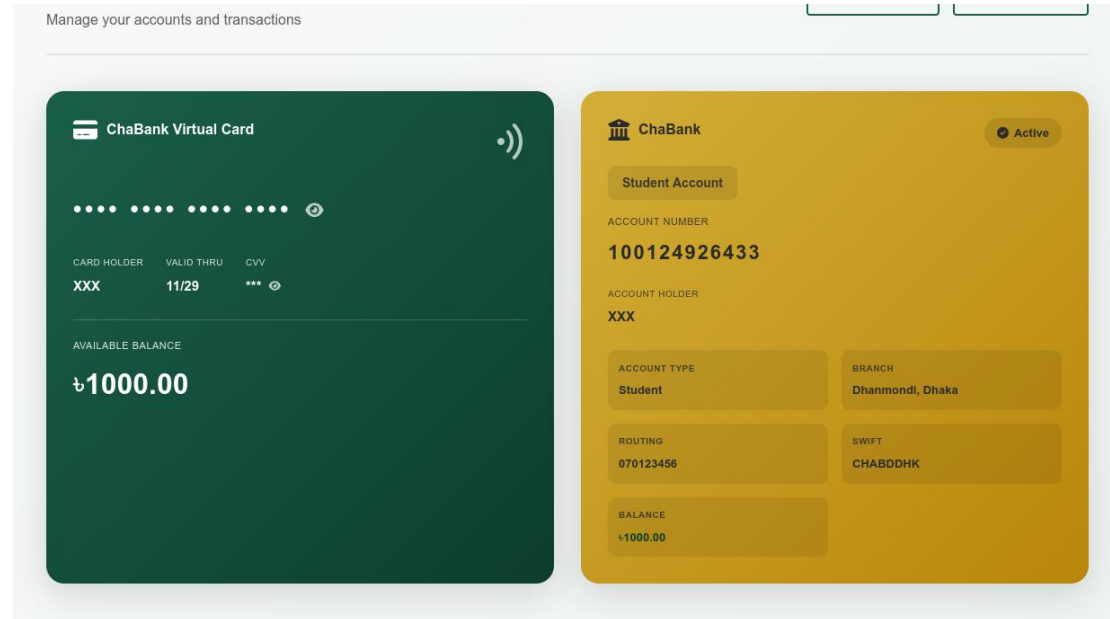 Manage your accounts and transactions
ChaBank Virtual Card
•••• •••• •••• ••••
CARD HOLDER VALID THRU CVV
XXX 11/29 ***
AVAILABLE BALANCE
৳1000.00
ChaBank
Active
Student Account
ACCOUNT NUMBER
100124926433
ACCOUNT HOLDER
XXX
ACCOUNT TYPE
Student
BRANCH
Dhanmondi, Dhaka
ROUTING
070123456
SWIFT
CHABDDHK
BALANCE
৳1000.00